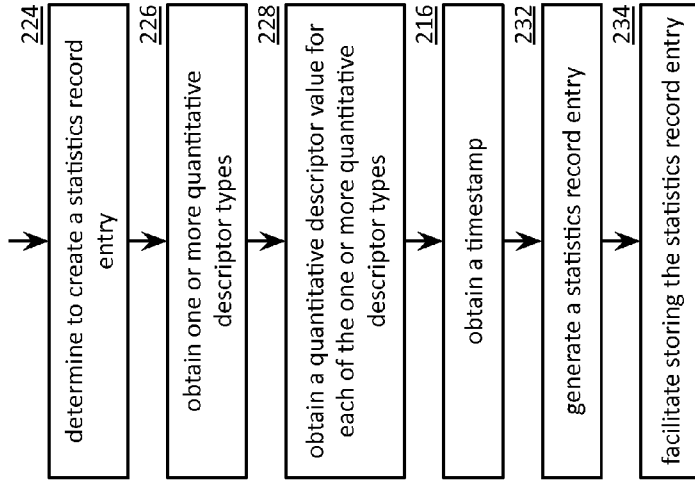 224
determine to create a statistics record
entry
226
obtain one or more quantitative
descriptor types
228
obtain a quantitative descriptor value for
each of the one or more quantitative
descriptor types
216
obtain a timestamp
232
generate a statistics record entry
234
facilitate storing the statistics record entry